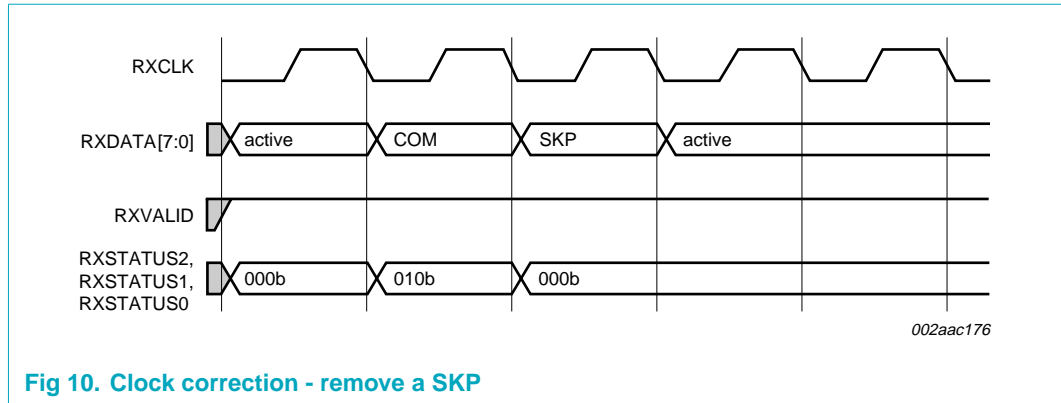 RXCLK
RXDATA[7:0]
active
COM
SKP
active
RXVALID
RXSTATUS2,
RXSTATUS1,
RXSTATUS0
000b
010b
000b
002aac176
Fig 10. Clock correction - remove a SKP